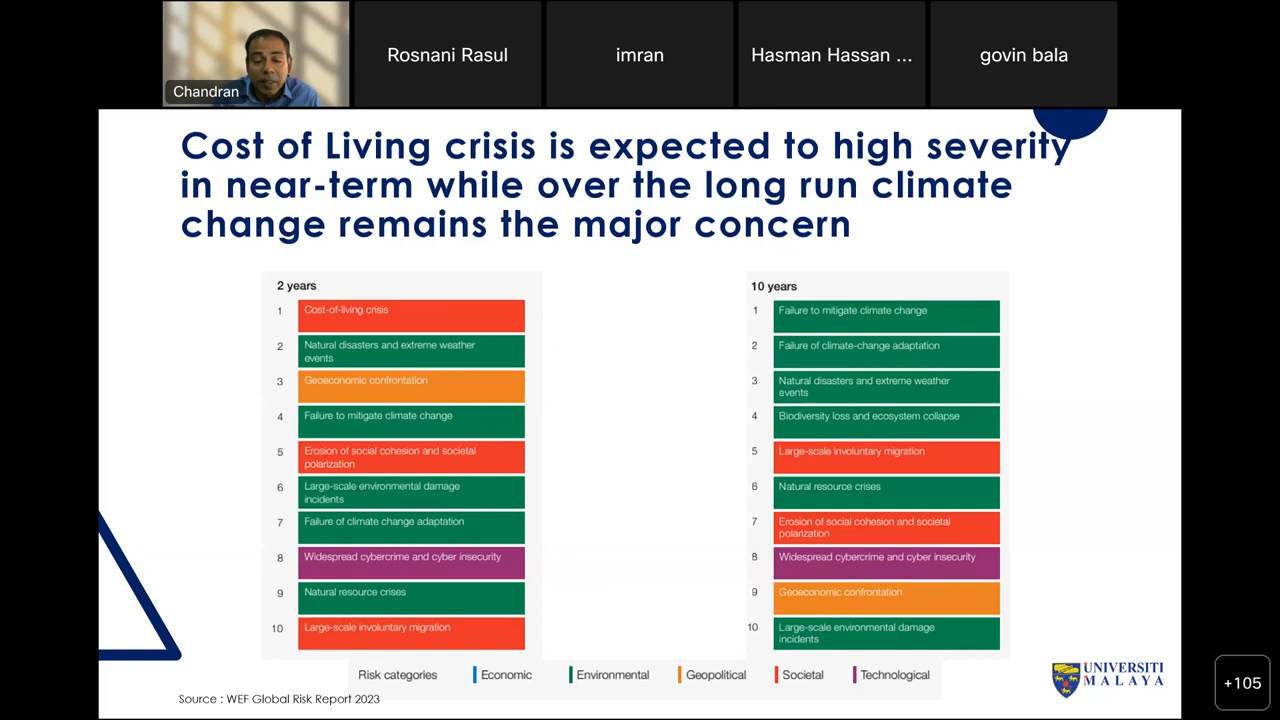 Chandran
Rosnani Rasul
imran
Hasman Hassan ...
govin bala
Cost of Living crisis is expected to high severity
in near-term while over the long run climate
change remains the major concern
2 years
1 Cost-of-living crisis
2 Natural disasters and extreme weather
events
3 Geoeconomic confrontation
4 Failure to mitigate climate change
5 Erosion of social cohesion and societal
polarization
6 Large-scale environmental damage
incidents
7 Failure of climate change adaptation
8 Widespread cybercrime and cyber insecurity
9 Natural resource crises
10 Large-scale involuntary migration
10 years
1 Failure to mitigate climate change
2 Failure of climate-change adaptation
3 Natural disasters and extreme weather
events
4 Biodiversity loss and ecosystem collapse
5 Large-scale involuntary migration
6 Natural resource crises
7 Erosion of social cohesion and societal
polarization
8 Widespread cybercrime and cyber insecurity
9 Geoeconomic confrontation
10 Large-scale environmental damage
incidents
Risk categories Economic Environmental Geopolitical Societal Technological
Source : WEF Global Risk Report 2023
UNIVERSITI
MALAYA
+105